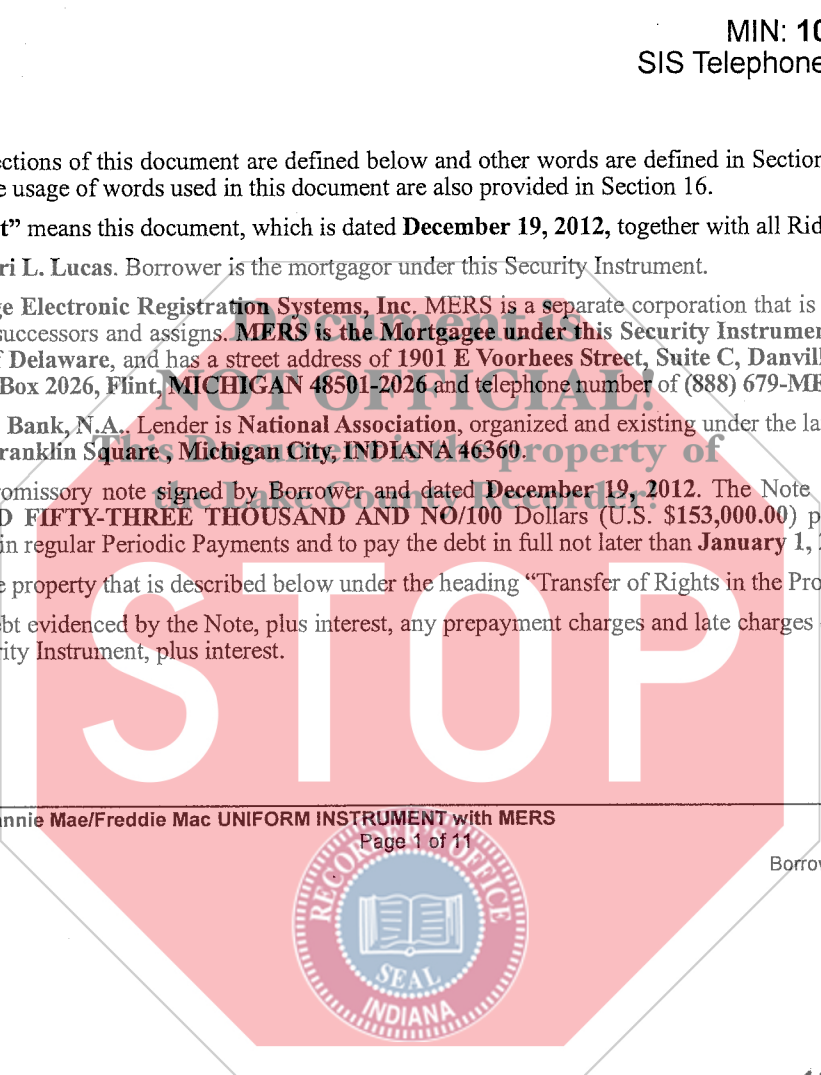 MIN: 10
SIS Telephone
ections of this document are defined below and other words are defined in Section
e usage of words used in this document are also provided in Section 16.
t” means this document, which is dated December 19, 2012, together with all Rid
ri L. Lucas. Borrower is the mortgagor under this Security Instrument.
ge Electronic Registration Systems, Inc. MERS is a separate corporation that is
successors and assigns. MERS is the Mortgagee under this Security Instrumen
f Delaware, and has a street address of 1901 E Voorhees Street, Suite C, Danvill
Box 2026, Flint, MICHIGAN 48501-2026 and telephone number of (888) 679-ME
Bank, N.A.. Lender is National Association, organized and existing under the la
ranklin Square, Michigan City, INDIANA 46360.
omissory note signed by Borrower and dated December 19, 2012. The Note
D FIFTY-THREE THOUSAND AND NO/100 Dollars (U.S. $153,000.00) p
in regular Periodic Payments and to pay the debt in full not later than January 1, 2
e property that is described below under the heading “Transfer of Rights in the Pro
bt evidenced by the Note, plus interest, any prepayment charges and late charges
rity Instrument, plus interest.
Document is
NOT OFFICIAL!
This Document is the property of
the Lake County Recorder!
STOP
nnie Mae/Freddie Mac UNIFORM INSTRUMENT with MERS
Page 1 of 11
Borrow
RECORDER'S OFFICE
SEAL
INDIANA